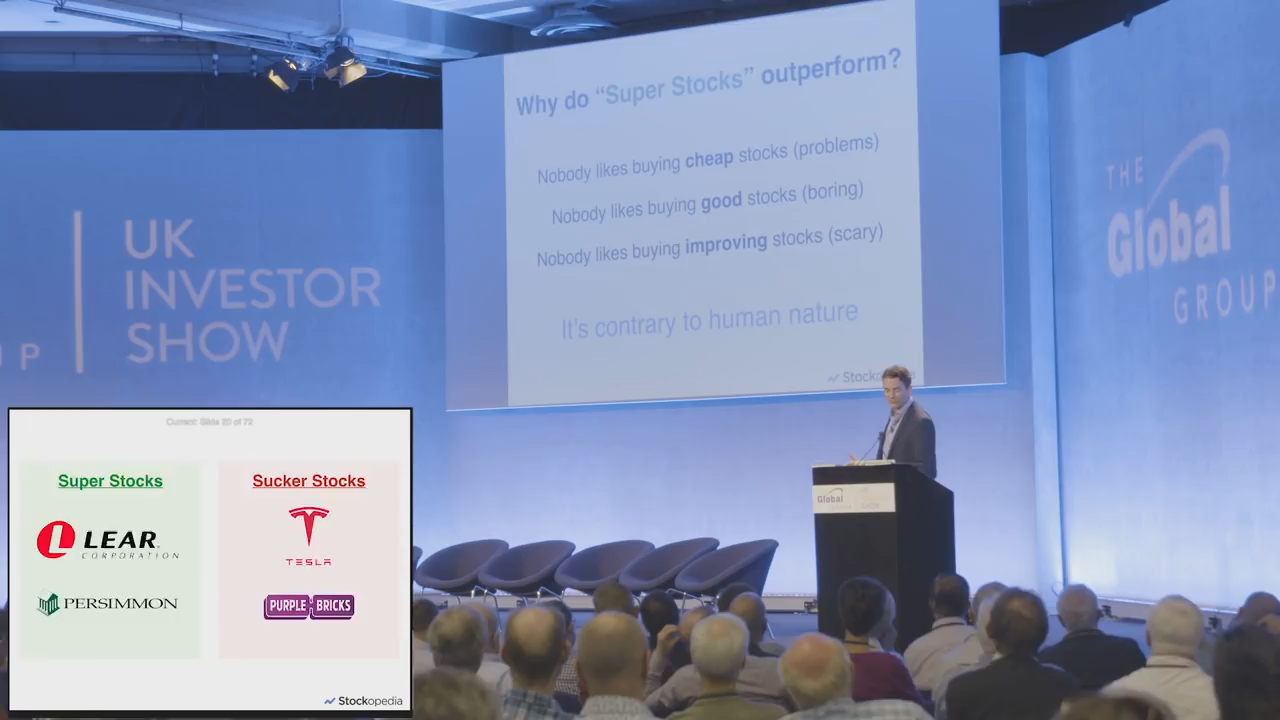 Why do “Super Stocks” outperform?
Nobody likes buying cheap stocks (problems)
Nobody likes buying good stocks (boring)
Nobody likes buying improving stocks (scary)
It's contrary to human nature
Stockopedia
UP
UK
INVESTOR
SHOW
THE
Global
GROUP
Global
Current: Slide 20 of 72
Super Stocks
LEAR
CORPORATION
PERSIMMON
Sucker Stocks
TESLA
PURPLE BRICKS
Stockopedia